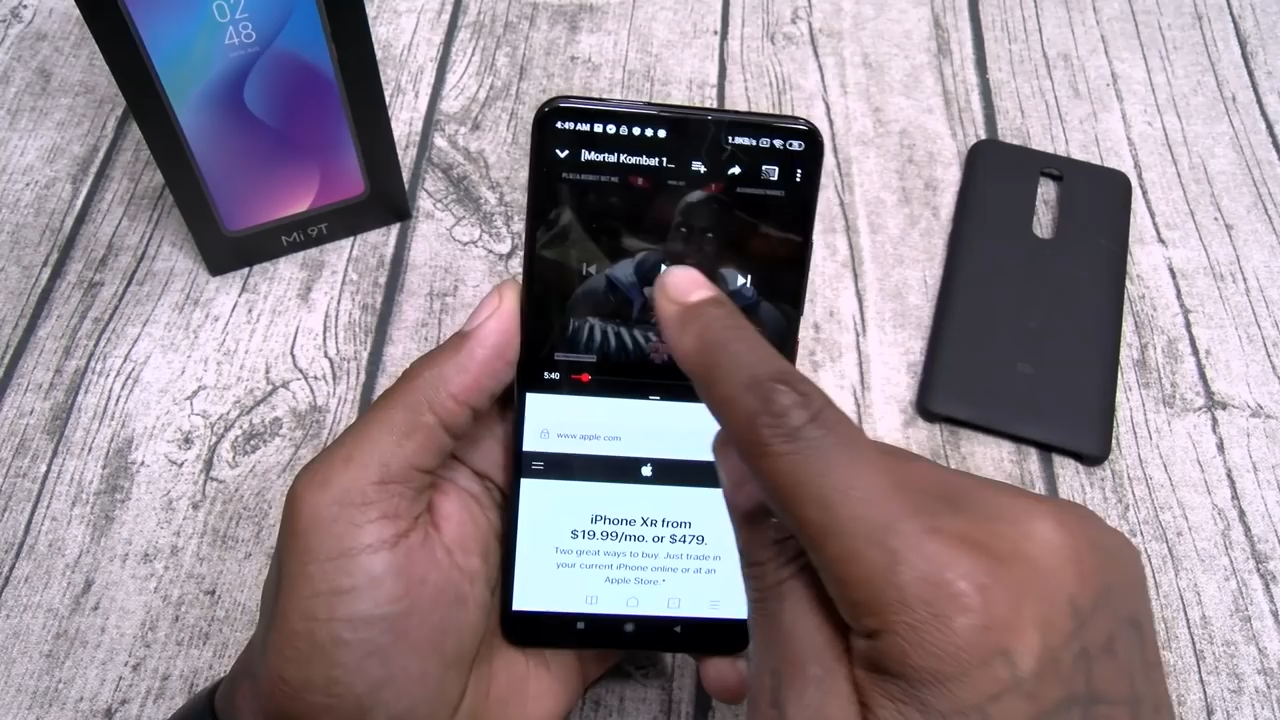 02
48
Mi 9T
4:49 AM
1.8KB/s
[Mortal Kombat 1...
5:40
www.apple.com
iPhone XR from
$19.99/mo. or $479.
Two great ways to buy. Just trade in
your current iPhone online or at an
Apple Store.*